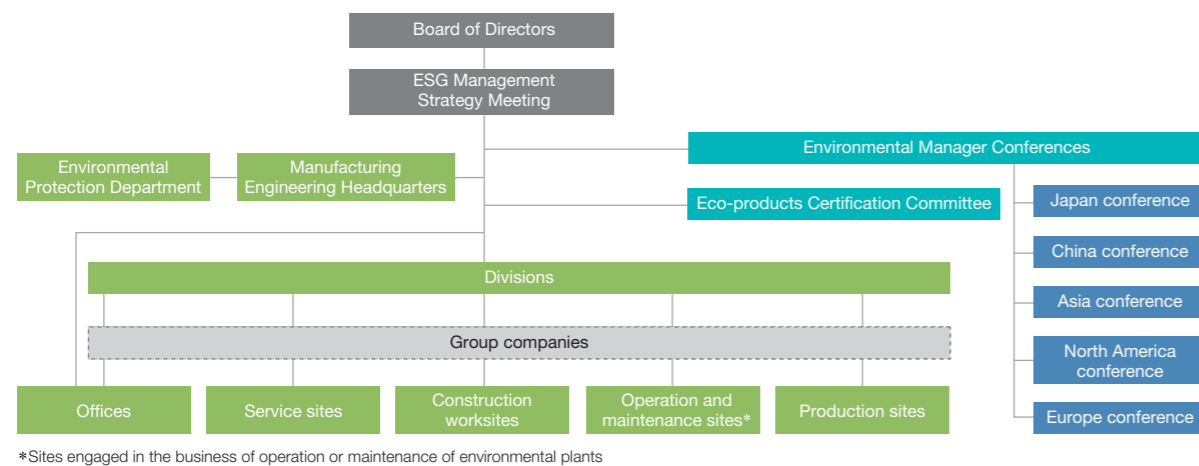 Board of Directors
ESG Management
Strategy Meeting
Environmental Manager Conferences
Environmental
Protection Department
Manufacturing
Engineering Headquarters
Eco-products Certification Committee
Japan conference
China conference
Asia conference
North America
conference
Europe conference
Divisions
Group companies
Offices
Service sites
Construction
worksites
Operation and
maintenance sites*
Production sites
*Sites engaged in the business of operation or maintenance of environmental plants